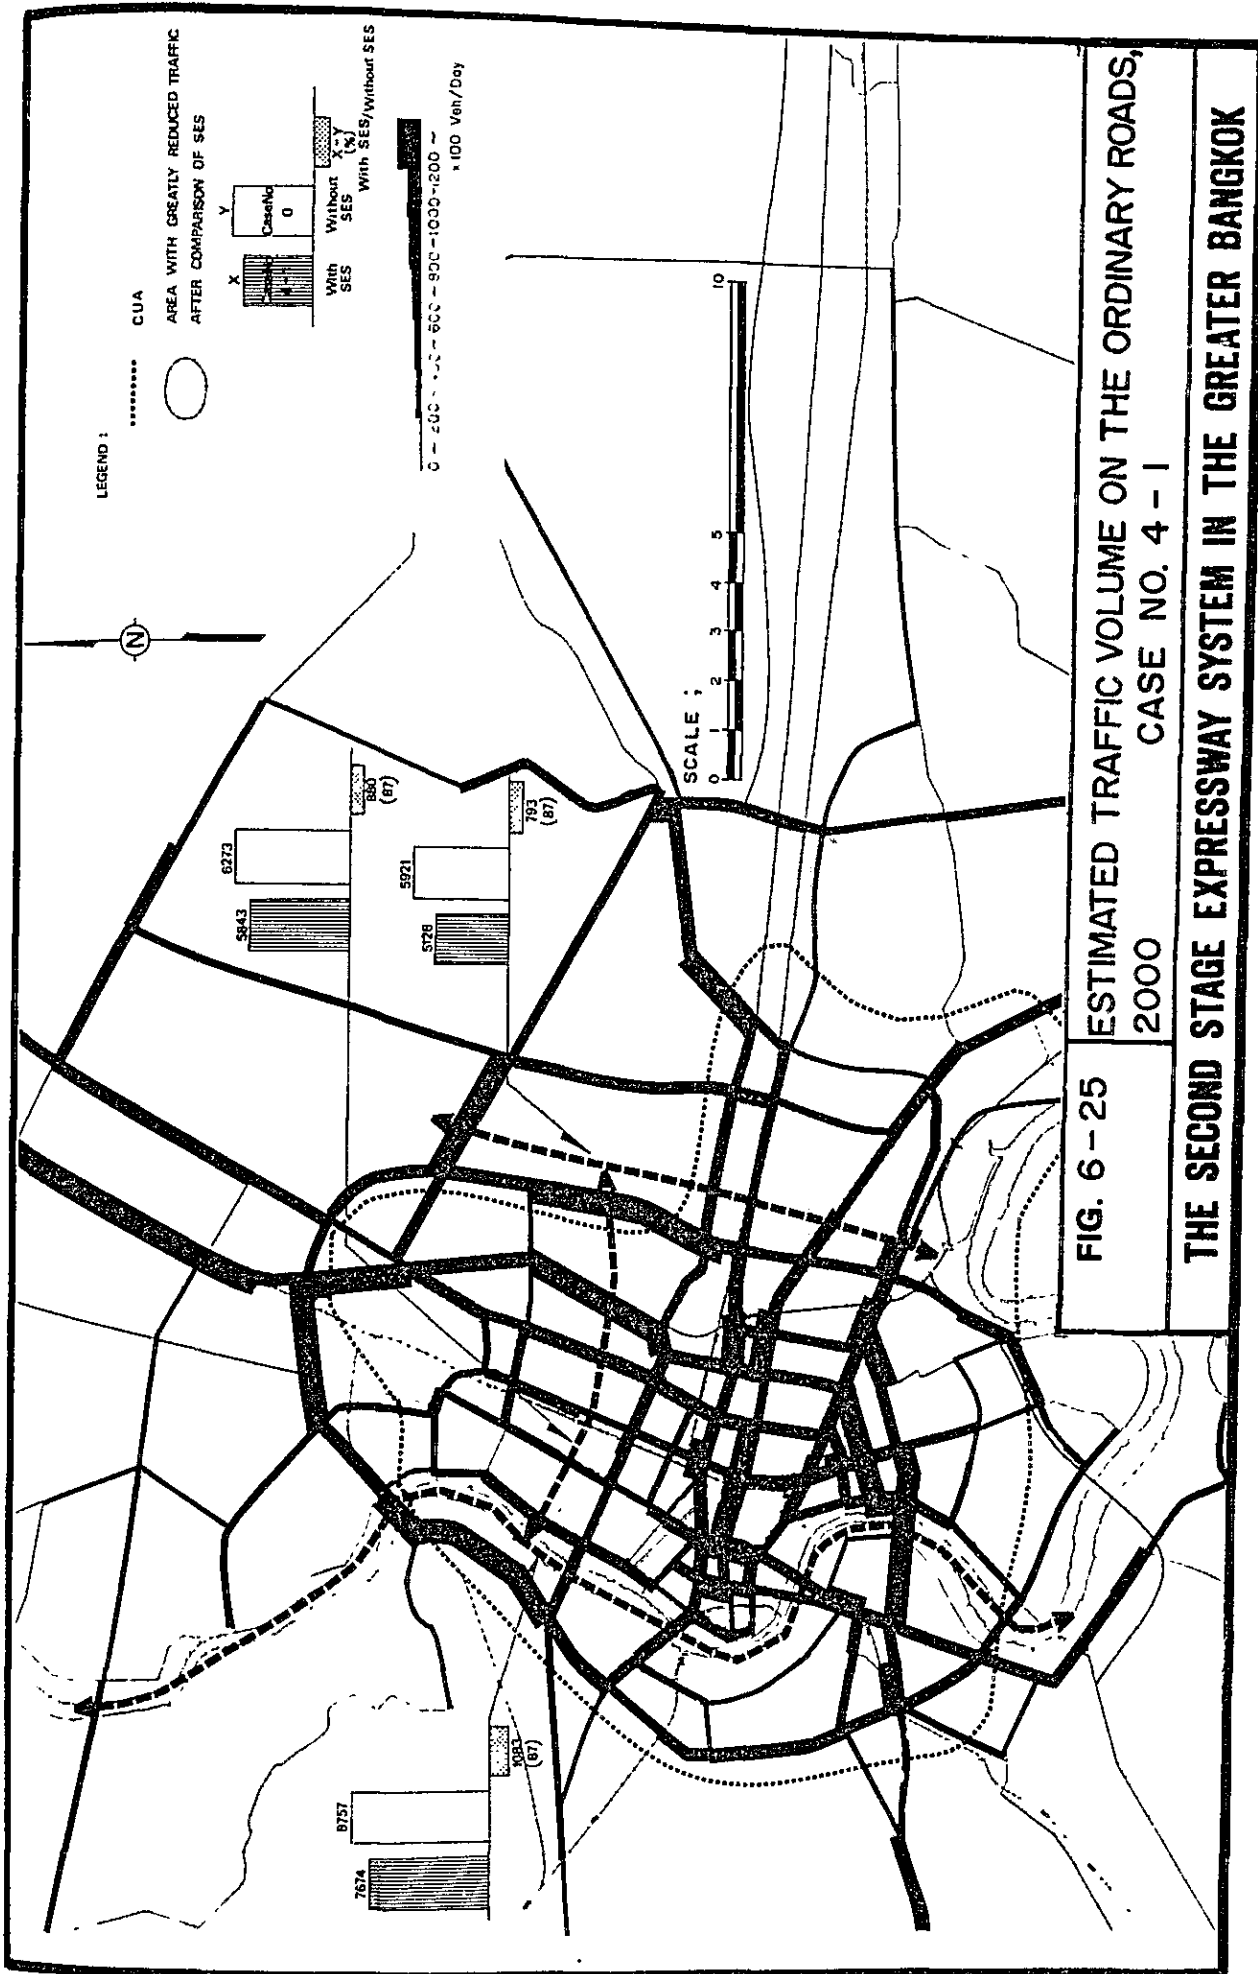 LEGEND :
CUA
AREA WITH GREATLY REDUCED TRAFFIC
AFTER COMPARISON OF SES
X
Y
CaseNo
0
With
SES
Without
SES
X-Y
(%)
With SES/Without SES
× 100 Veh/Day
N
6273
5843
880
(87)
5921
5128
793
(87)
8757
7674
1083
(87)
SCALE ;
0 1 2 3 4 5 10
FIG. 6-25
ESTIMATED TRAFFIC VOLUME ON THE ORDINARY ROADS,
2000 CASE NO. 4-1
THE SECOND STAGE EXPRESSWAY SYSTEM IN THE GREATER BANGKOK